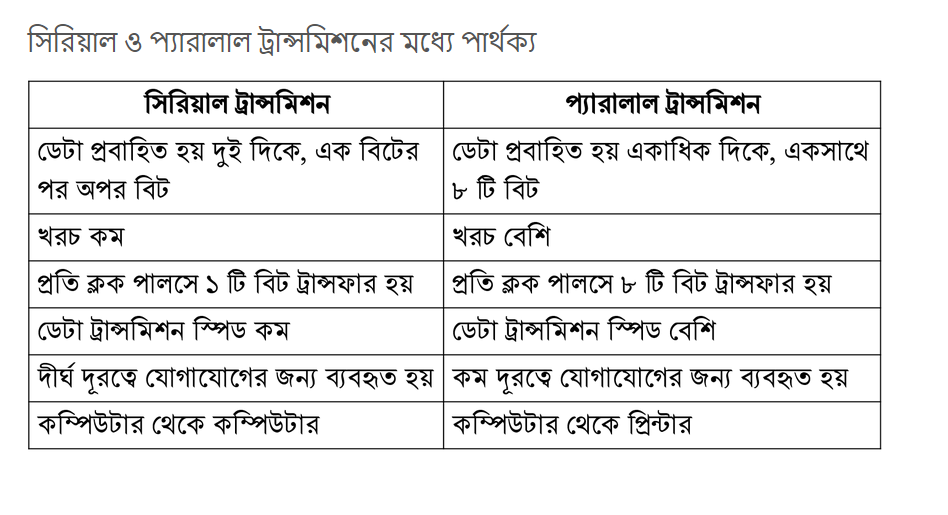 সিরিয়াল ও প্যারালাল ট্রান্সমিশনের মধ্যে পার্থক্য
সিরিয়াল ট্রান্সমিশন
প্যারালাল ট্রান্সমিশন
ডেটা প্রবাহিত হয় দুই দিকে, এক বিটের
পর অপর বিট
ডেটা প্রবাহিত হয় একাধিক দিকে, একসাথে
৮ টি বিট
খরচ কম
খরচ বেশি
প্রতি ক্লক পালসে ১ টি বিট ট্রান্সফার হয়
প্রতি ক্লক পালসে ৮ টি বিট ট্রান্সফার হয়
ডেটা ট্রান্সমিশন স্পিড কম
ডেটা ট্রান্সমিশন স্পিড বেশি
দীর্ঘ দূরত্বে যোগাযোগের জন্য ব্যবহৃত হয়
কম দূরত্বে যোগাযোগের জন্য ব্যবহৃত হয়
কম্পিউটার থেকে কম্পিউটার
কম্পিউটার থেকে প্রিন্টার